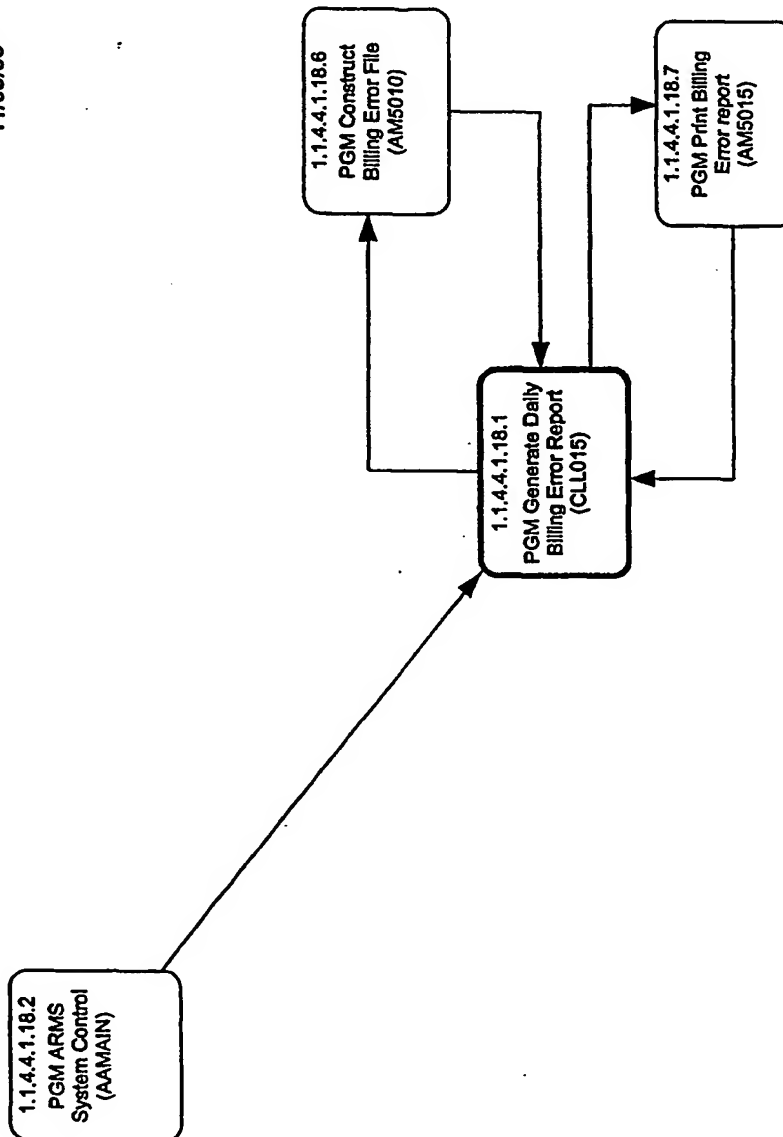 1.1.4.4.1.18.2
PGM ARMS
System Control
(AAMAIN)
1.1.4.4.1.18.1
PGM Generate Daily
Billing Error Report
(CLL015)
1.1.4.4.1.18.6
PGM Construct
Billing Error File
(AM5010)
1.1.4.4.1.18.7
PGM Print Billing
Error report
(AM5015)